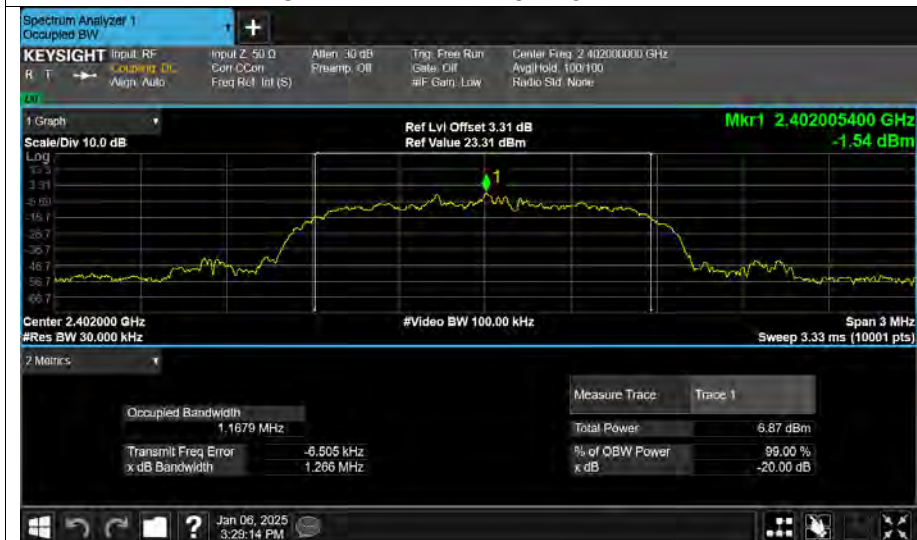 Spectrum Analyzer 1
Occupied BW
KEYSIGHT Input: RF
R T Coupling: DC
Align: Auto
Input Z: 50 Ω
Corr CCorr
Freq Ref: Int (S)
Atten: 30 dB
Preamp: Off
Trig: Free Run
Gate: Off
#IF Gain: Low
Center Freq: 2.402000000 GHz
Avg|Hold: 100/100
Radio Std: None
1 Graph
Scale/Div 10.0 dB
Ref Lvl Offset 3.31 dB
Ref Value 23.31 dBm
Mkr1 2.402005400 GHz
-1.54 dBm
Log
3.31
-16.7
-26.7
-36.7
-46.7
-56.7
-66.7
1
Center 2.402000 GHz
#Res BW 30.000 kHz
#Video BW 100.00 kHz
Span 3 MHz
Sweep 3.33 ms (10001 pts)
2 Metrics
Measure Trace Trace 1
Occupied Bandwidth
1.1679 MHz
Total Power 6.87 dBm
Transmit Freq Error -6.505 kHz
% of OBW Power 99.00 %
x dB Bandwidth 1.266 MHz
x dB -20.00 dB
?
Jan 06, 2025
3:29:14 PM